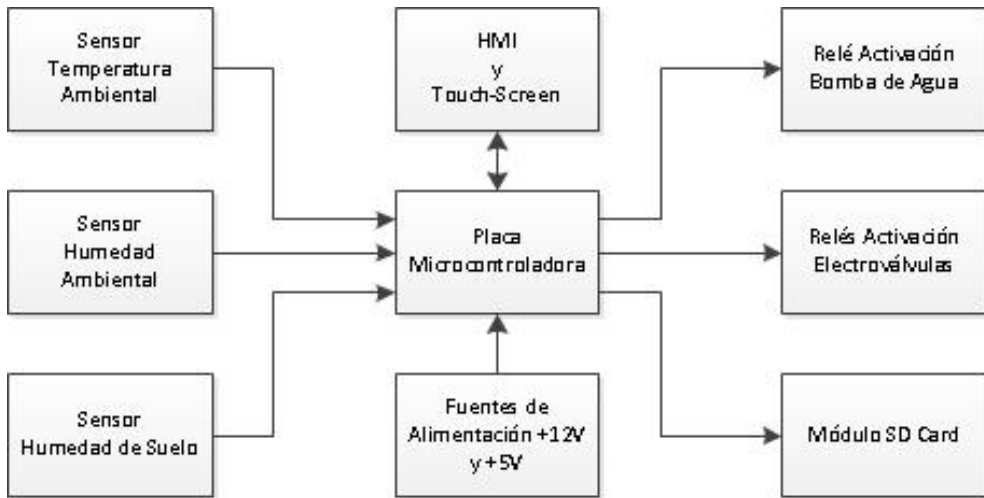 Sensor
Temperatura
Ambiental
HMI
y
Touch-Screen
Relé Activación
Bomba de Agua
Sensor
Humedad
Ambiental
Placa
Microcontroladora
Relés Activación
Electroválvulas
Sensor
Humedad de Suelo
Fuentes de
Alimentación +12V
y +5V
Módulo SD Card